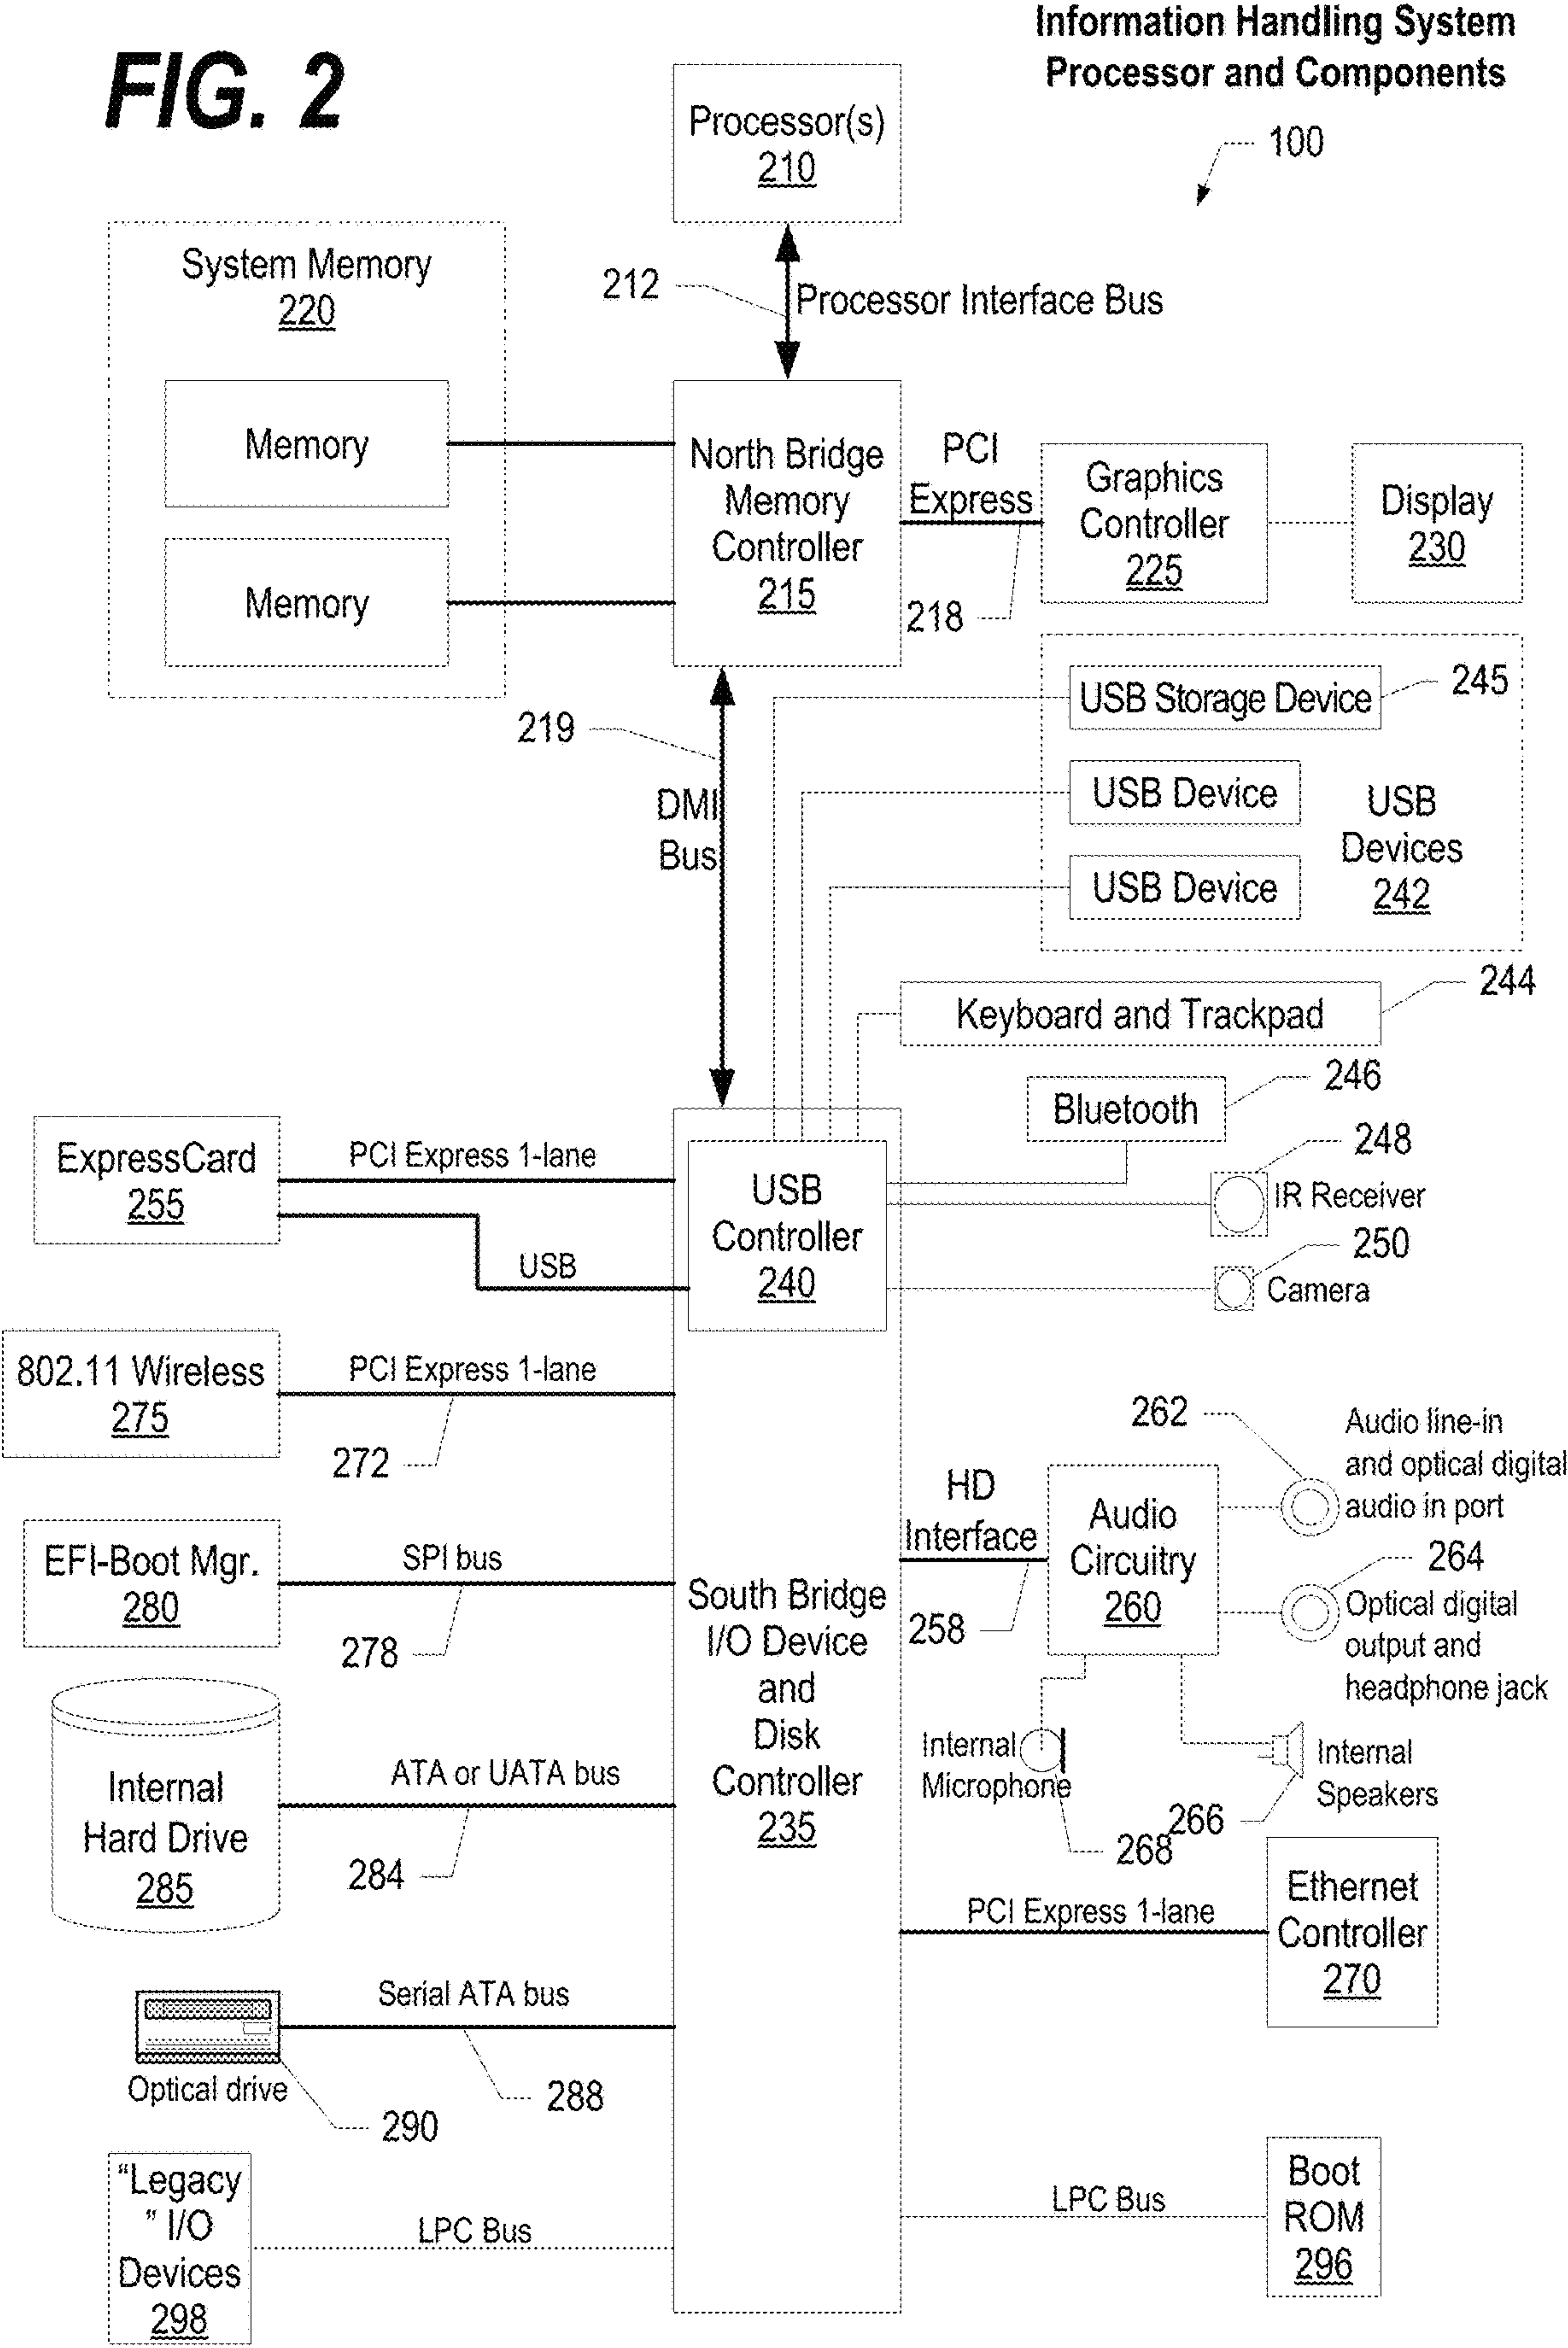 FIG. 2
Information Handling System
Processor and Components
100
Processor(s)
210
212
Processor Interface Bus
System Memory
220
Memory
Memory
North Bridge
Memory
Controller
215
PCI
Express
218
Graphics
Controller
225
Display
230
219
DMI
Bus
USB Storage Device
245
USB Device
USB Device
USB
Devices
242
Keyboard and Trackpad
244
Bluetooth
246
248
IR Receiver
250
Camera
ExpressCard
255
PCI Express 1-lane
USB
USB
Controller
240
802.11 Wireless
275
PCI Express 1-lane
272
EFI-Boot Mgr.
280
SPI bus
278
South Bridge
I/O Device
and
Disk
Controller
235
HD
Interface
258
Audio
Circuitry
260
262
Audio line-in
and optical digital
audio in port
264
Optical digital
output and
headphone jack
Internal
Microphone
268
Internal
Speakers
266
Internal
Hard Drive
285
ATA or UATA bus
284
PCI Express 1-lane
Ethernet
Controller
270
Serial ATA bus
288
Optical drive
290
“Legacy
” I/O
Devices
298
LPC Bus
LPC Bus
Boot
ROM
296